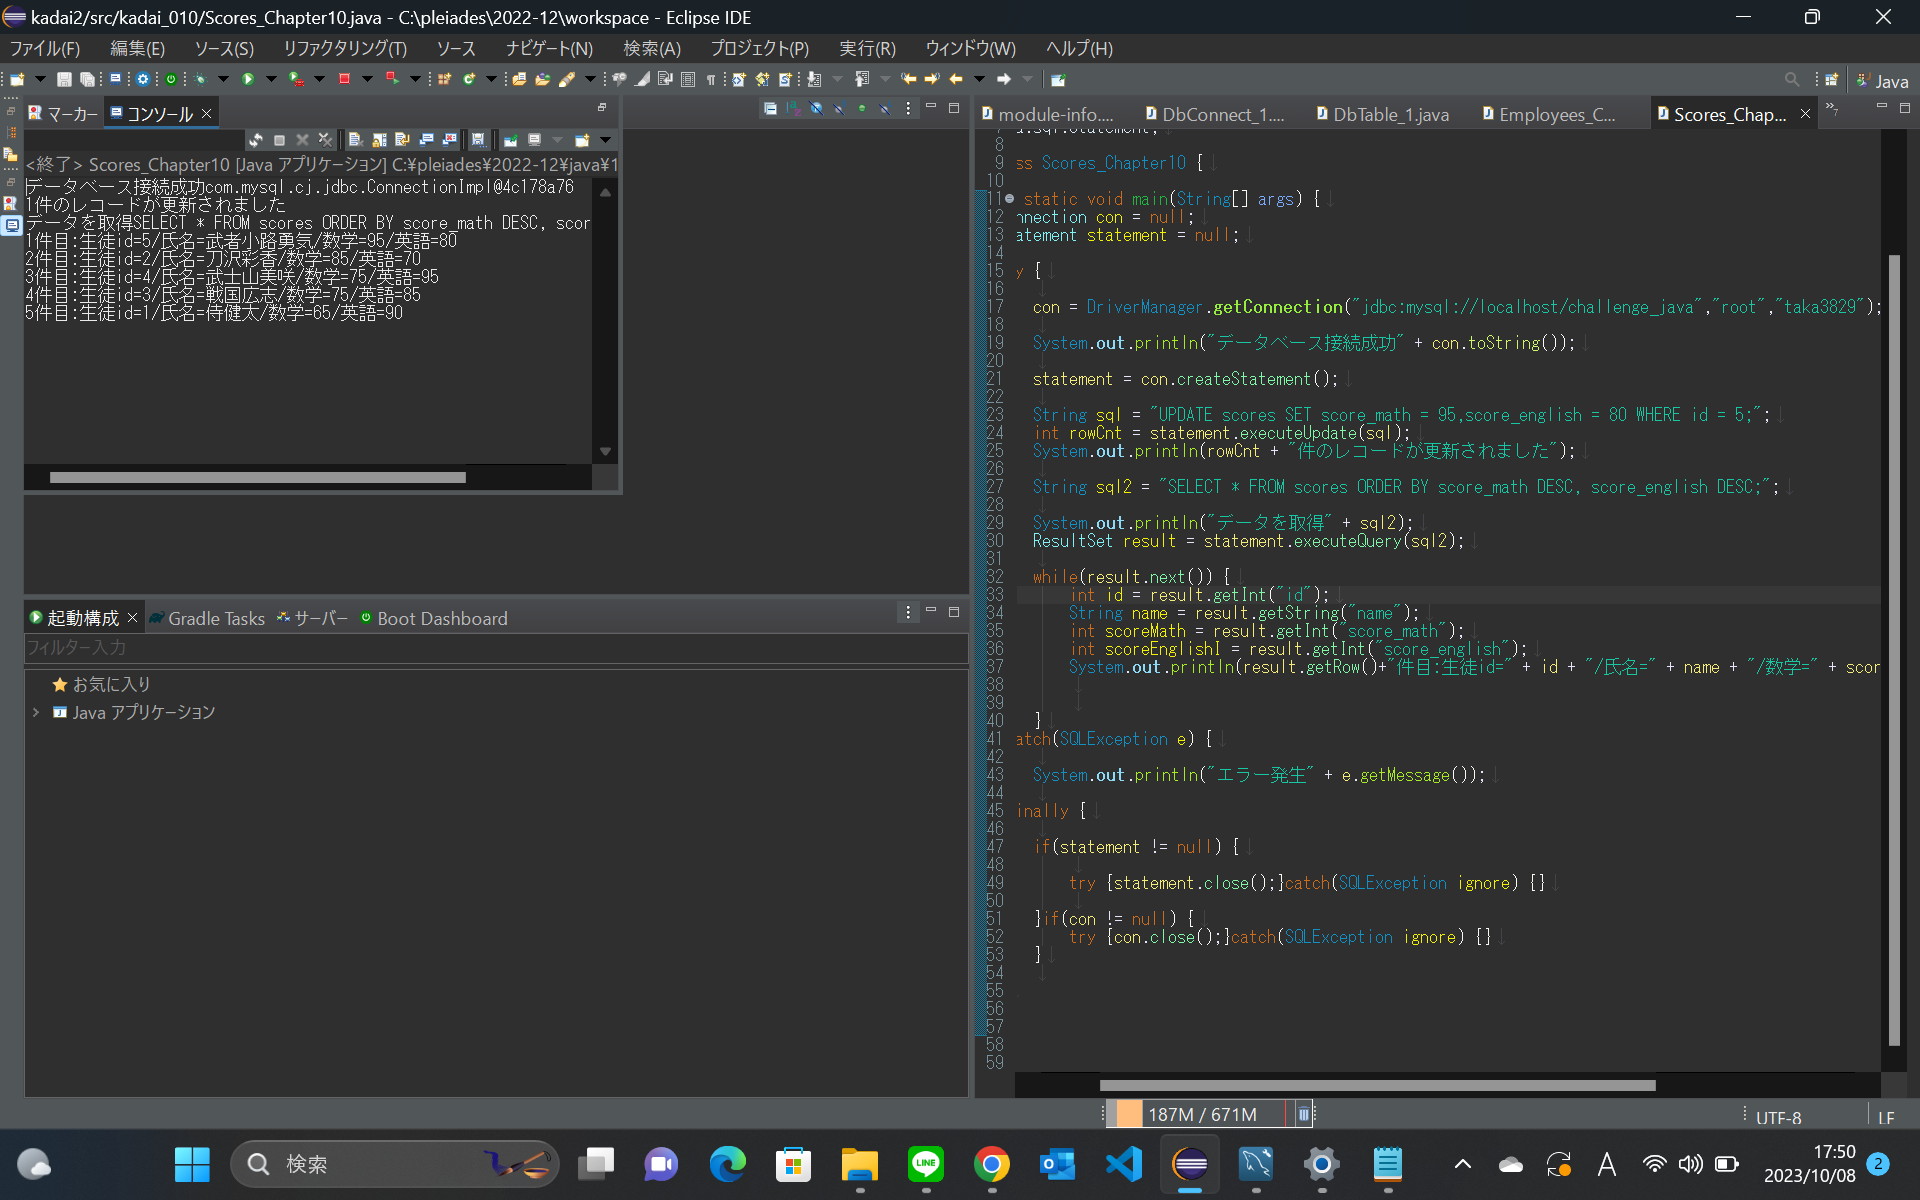 kadai2/src/kadai_010/Scores_Chapter10.java - C:\pleiades\2022-12\workspace - Eclipse IDE
ファイル(F) 編集(E) ソース(S) リファクタリング(T) ソース ナビゲート(N) 検索(A) プロジェクト(P) 実行(R) ウィンドウ(W) ヘルプ(H)
Java
マーカー コンソール
<終了> Scores_Chapter10 [Java アプリケーション] C:¥pleiades¥2022-12¥java¥1
データベース接続成功com.mysql.cj.jdbc.ConnectionImpl@4c178a76
1件のレコードが更新されました
データを取得SELECT * FROM scores ORDER BY score_math DESC, scor
1件目:生徒id=5/氏名=武者小路勇気/数学=95/英語=80
2件目:生徒id=2/氏名=刀沢彩香/数学=85/英語=70
3件目:生徒id=4/氏名=武士山美咲/数学=75/英語=95
4件目:生徒id=3/氏名=戦国広志/数学=75/英語=85
5件目:生徒id=1/氏名=侍健太/数学=65/英語=90
起動構成 Gradle Tasks サーバー Boot Dashboard
フィルター入力
お気に入り
Java アプリケーション
module-info.... DbConnect_1.... DbTable_1.java Employees_C... Scores_Chap... »7
8
9 ss Scores_Chapter10 {
10
11 static void main(String[] args) {
12 nnection con = null;
13 atement statement = null;
14
15 y {
16
17 con = DriverManager.getConnection("jdbc:mysql://localhost/challenge_java","root","taka3829");
18
19 System.out.println("データベース接続成功" + con.toString());
20
21 statement = con.createStatement();
22
23 String sql = "UPDATE scores SET score_math = 95,score_english = 80 WHERE id = 5;";
24 int rowCnt = statement.executeUpdate(sql);
25 System.out.println(rowCnt + "件のレコードが更新されました");
26
27 String sql2 = "SELECT * FROM scores ORDER BY score_math DESC, score_english DESC;";
28
29 System.out.println("データを取得" + sql2);
30 ResultSet result = statement.executeQuery(sql2);
31
32 while(result.next()) {
33 int id = result.getInt("id");
34 String name = result.getString("name");
35 int scoreMath = result.getInt("score_math");
36 int scoreEnglishI = result.getInt("score_english");
37 System.out.println(result.getRow()+"件目:生徒id=" + id + "/氏名=" + name + "/数学=" + scor
38
39
40 }
41 atch(SQLException e) {
42
43 System.out.println("エラー発生" + e.getMessage());
44
45 inally {
46
47 if(statement != null) {
48
49 try {statement.close();}catch(SQLException ignore) {}
50
51 }if(con != null) {
52 try {con.close();}catch(SQLException ignore) {}
53 }
54
55
56
57
58
59
187M / 671M
UTF-8 LF
検索
LINE
A
17:50
2023/10/08
2